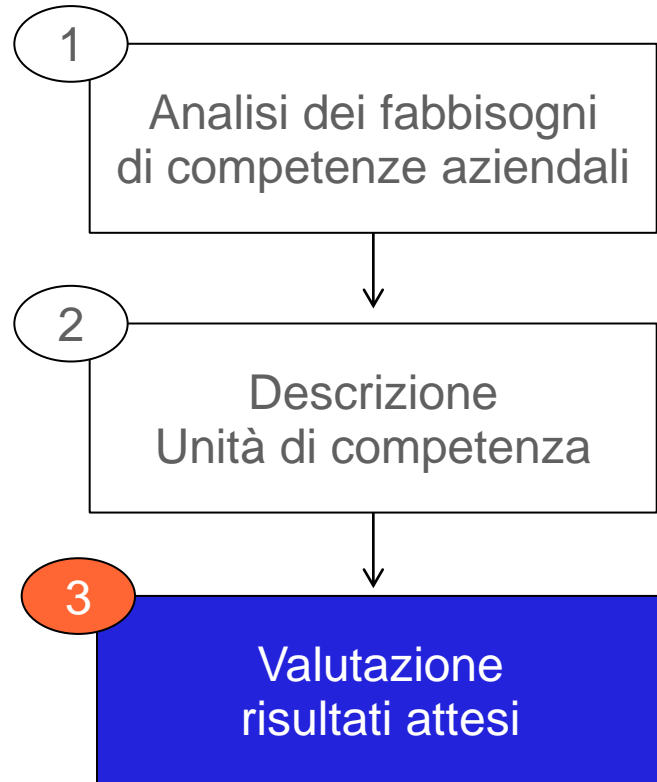 1
Analisi dei fabbisogni
di competenze aziendali
2
Descrizione
Unità di competenza
3
Valutazione
risultati attesi